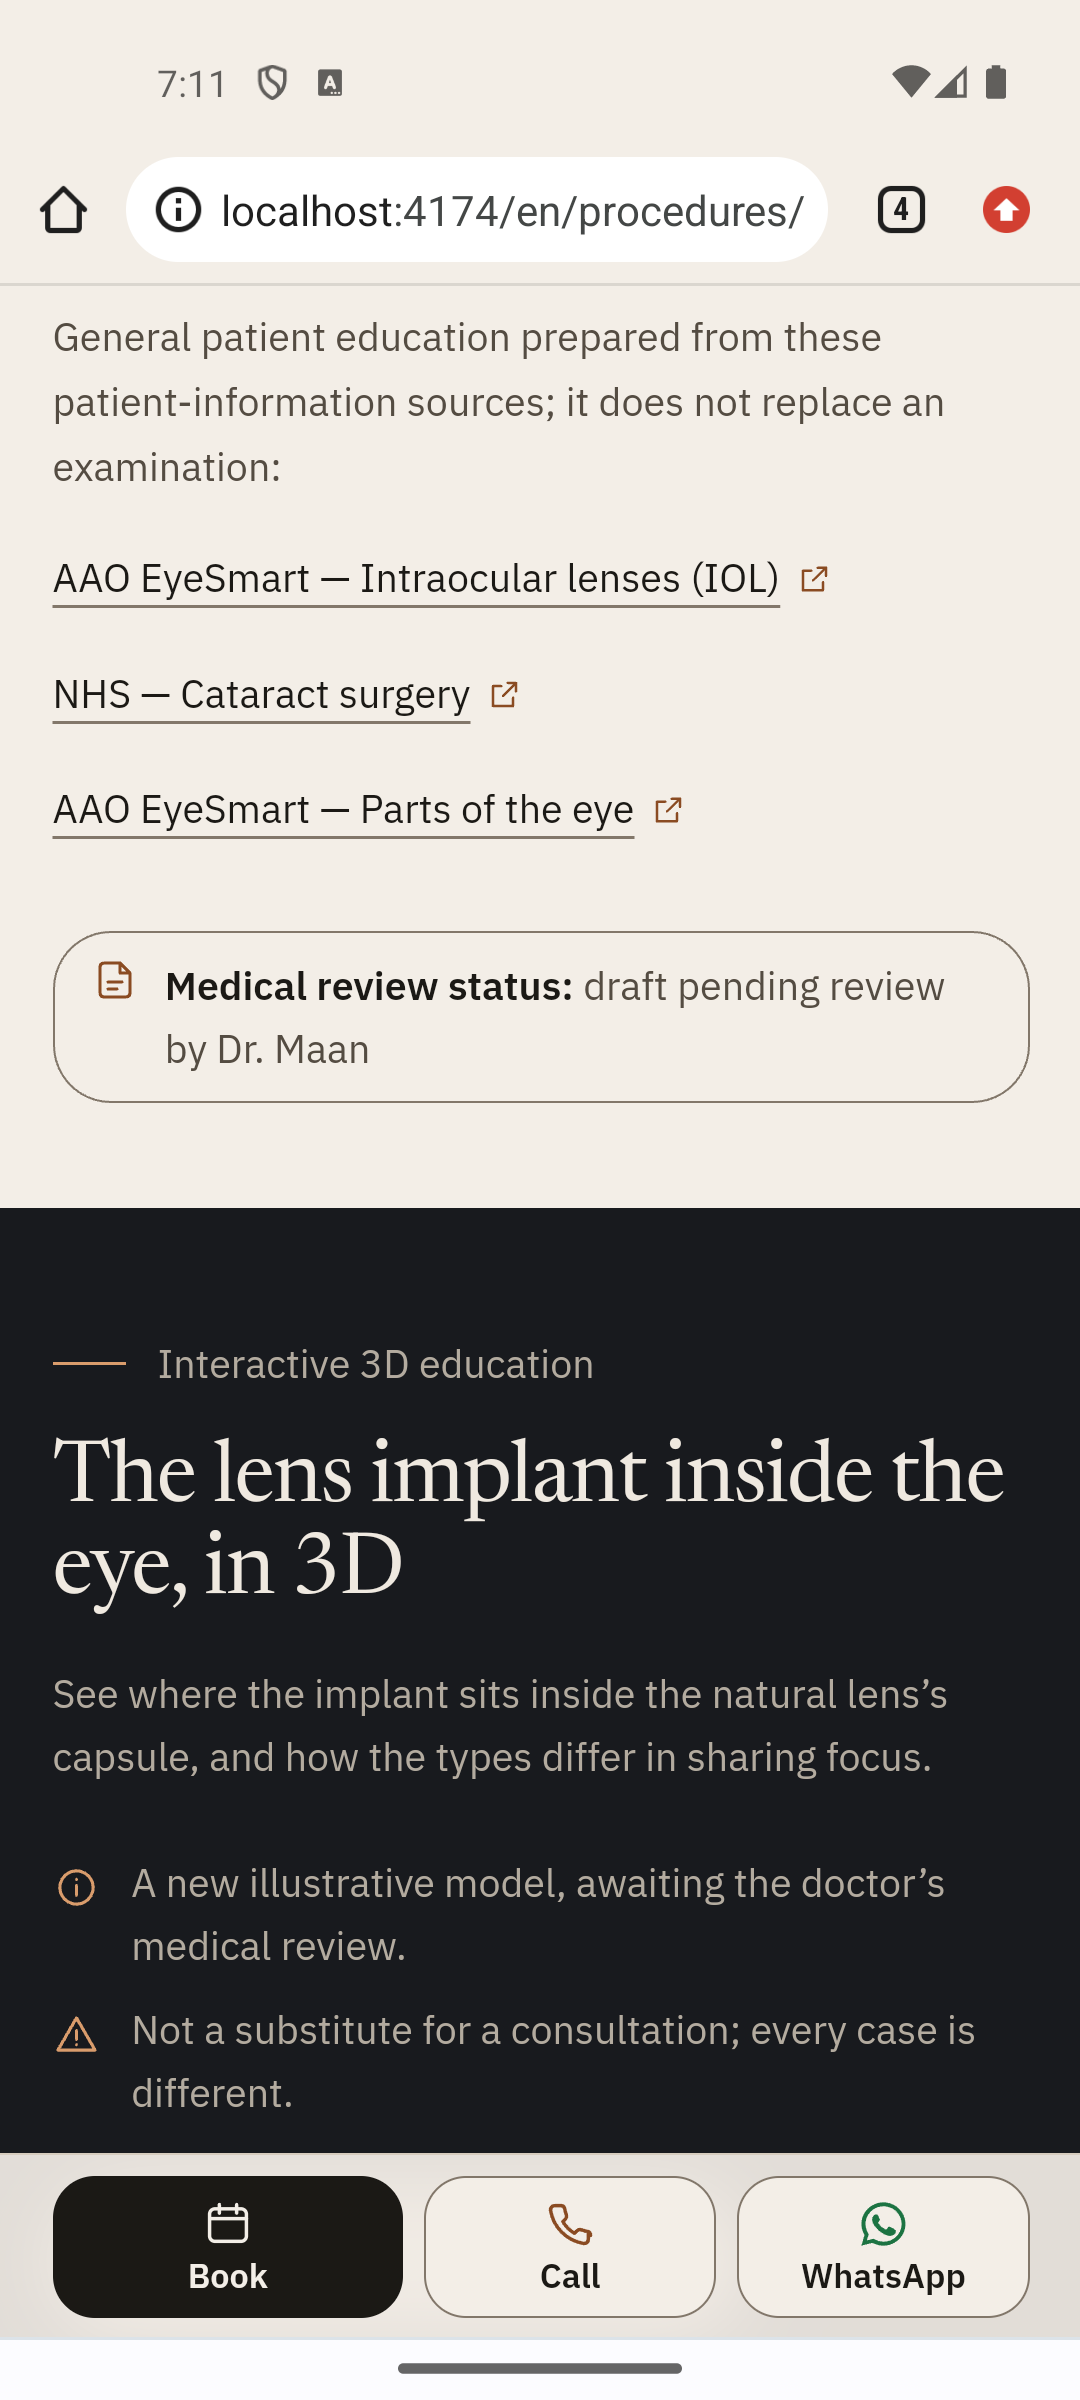 7:11
localhost:4174/en/procedures/
4
General patient education prepared from these
patient-information sources; it does not replace an
examination:
AAO EyeSmart — Intraocular lenses (IOL)
NHS — Cataract surgery
AAO EyeSmart — Parts of the eye
Medical review status: draft pending review
by Dr. Maan
Interactive 3D education
The lens implant inside the
eye, in 3D
See where the implant sits inside the natural lens’s
capsule, and how the types differ in sharing focus.
A new illustrative model, awaiting the doctor’s
medical review.
Not a substitute for a consultation; every case is
different.
Book
Call
WhatsApp